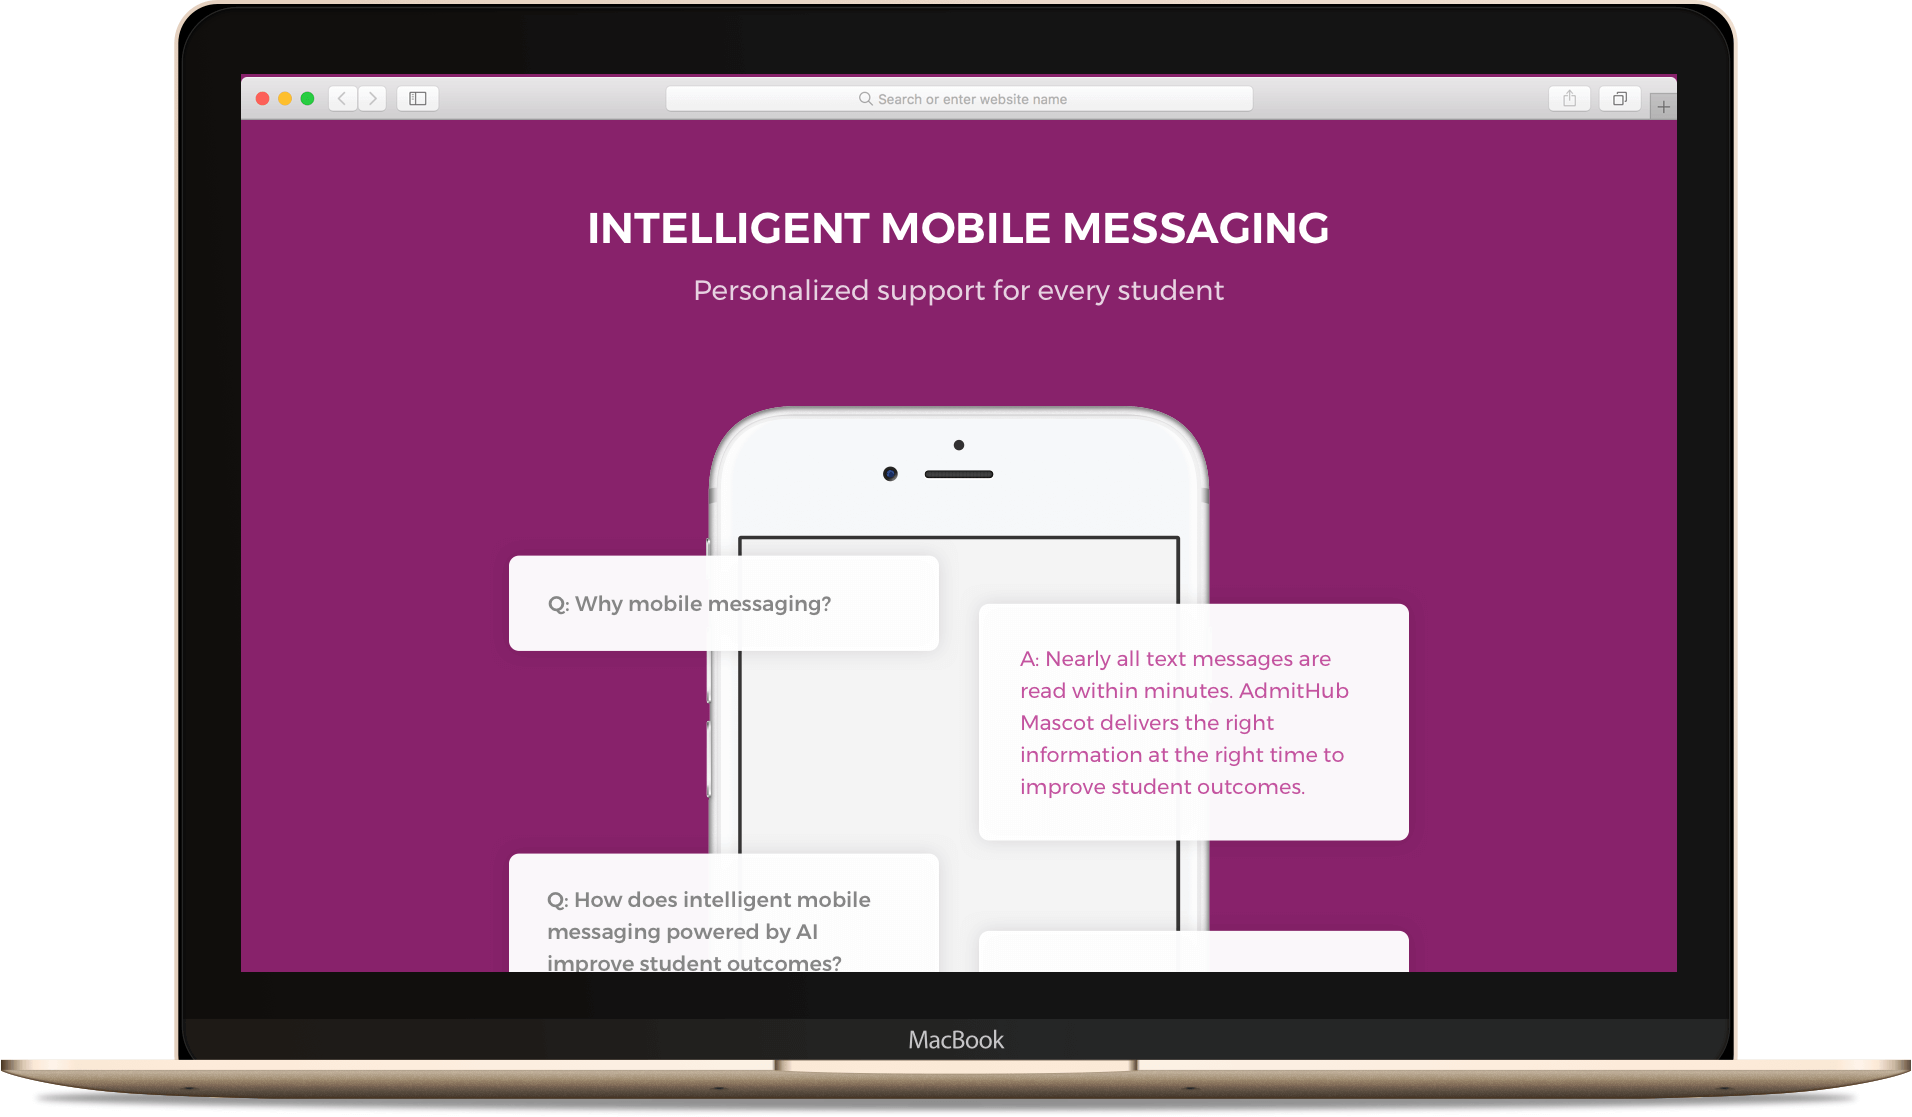 Search or enter website name
INTELLIGENT MOBILE MESSAGING
Personalized support for every student
Q: Why mobile messaging?
A: Nearly all text messages are
read within minutes. AdmitHub
Mascot delivers the right
information at the right time to
improve student outcomes.
Q: How does intelligent mobile
messaging powered by AI
improve student outcomes?
MacBook